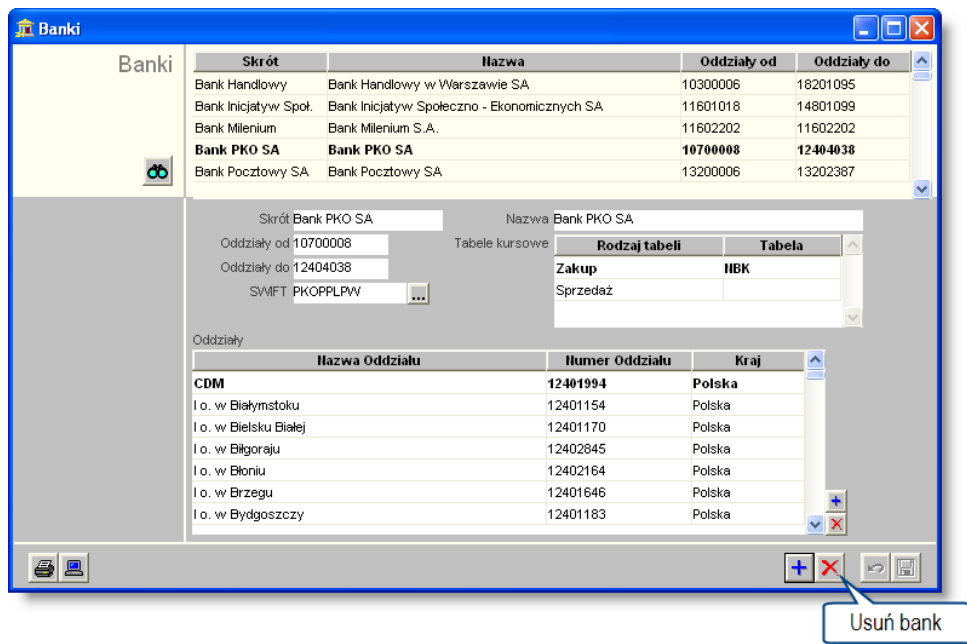 Banki
Banki
Skrót Nazwa Oddziały od Oddziały do
Bank Handlowy Bank Handlowy w Warszawie SA 10300006 18201095
Bank Inicjatyw Społ. Bank Inicjatyw Społeczno - Ekonomicznych SA 11601018 14801099
Bank Milenium Bank Milenium S.A. 11602202 11602202
Bank PKO SA Bank PKO SA 10700008 12404038
Bank Pocztowy SA Bank Pocztowy SA 13200006 13202387
Skrót Bank PKO SA Nazwa Bank PKO SA
Oddziały od 10700008 Tabele kursowe Rodzaj tabeli Tabela
Oddziały do 12404038 Zakup NBK
SWIFT PKOPPLPW ... Sprzedaż
Oddziały
Nazwa Oddziału Numer Oddziału Kraj
CDM 12401994 Polska
I o. w Białymstoku 12401154 Polska
I o. w Bielsku Białej 12401170 Polska
I o. w Biłgoraju 12402845 Polska
I o. w Błoniu 12402164 Polska
I o. w Brzegu 12401646 Polska
I o. w Bydgoszczy 12401183 Polska
Usuń bank